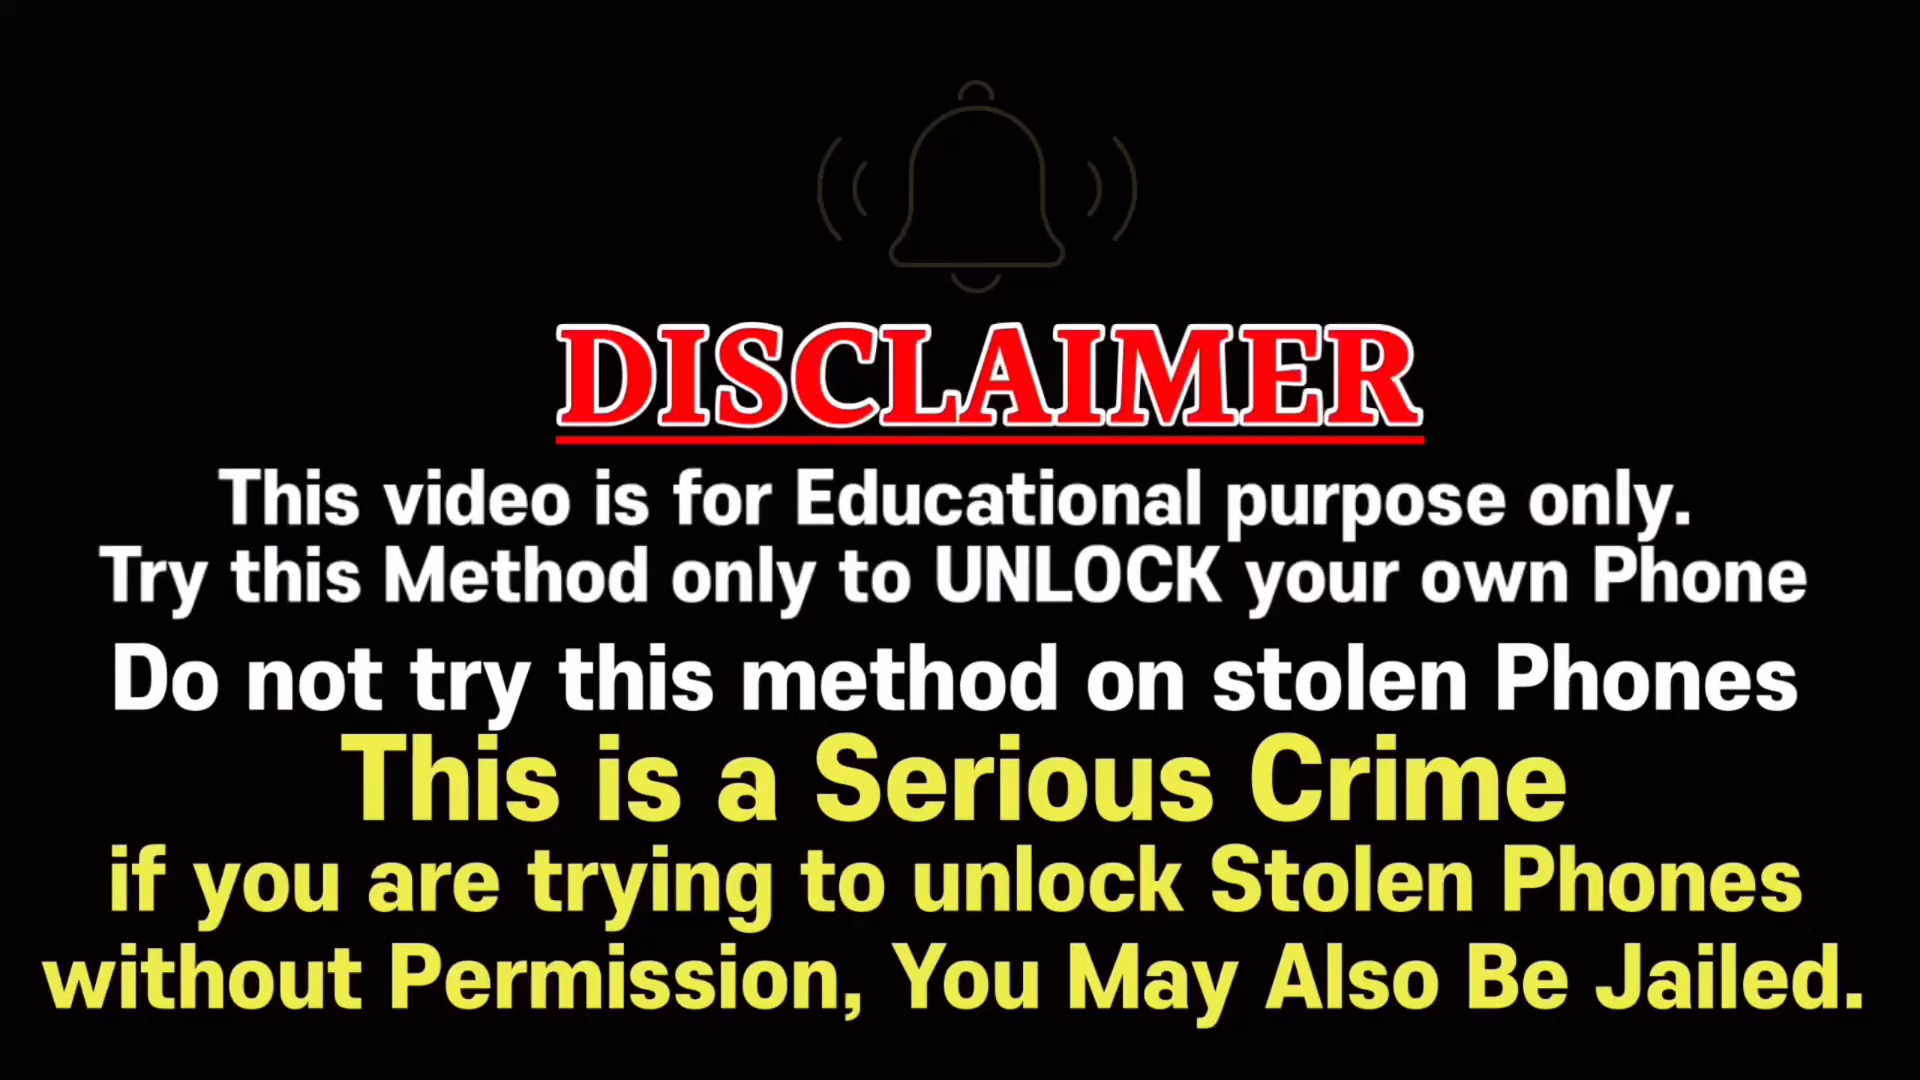 DISCLAIMER
This video is for Educational purpose only.
Try this Method only to UNLOCK your own Phone
Do not try this method on stolen Phones
This is a Serious Crime
if you are trying to unlock Stolen Phones
without Permission, You May Also Be Jailed.